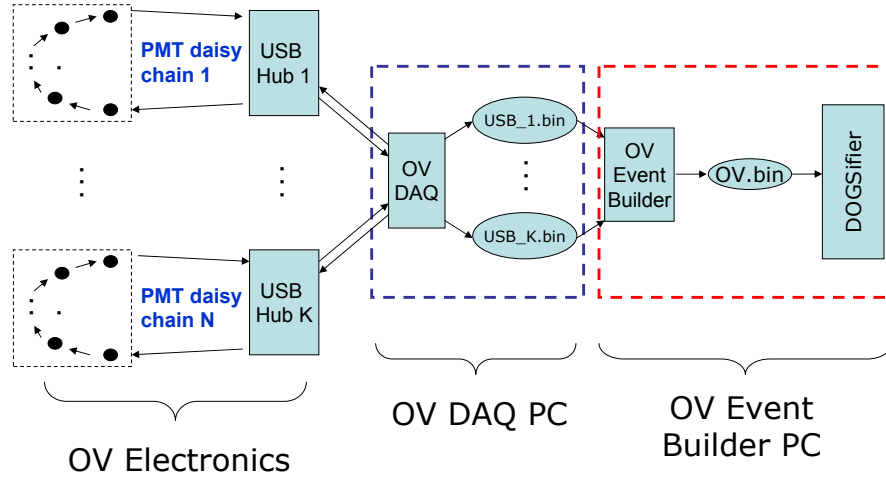 PMT daisy
chain 1
USB
Hub 1
PMT daisy
chain N
USB
Hub K
OV
DAQ
USB_1.bin
USB_K.bin
OV
Event
Builder
OV.bin
DOGSifier
OV Electronics
OV DAQ PC
OV Event
Builder PC